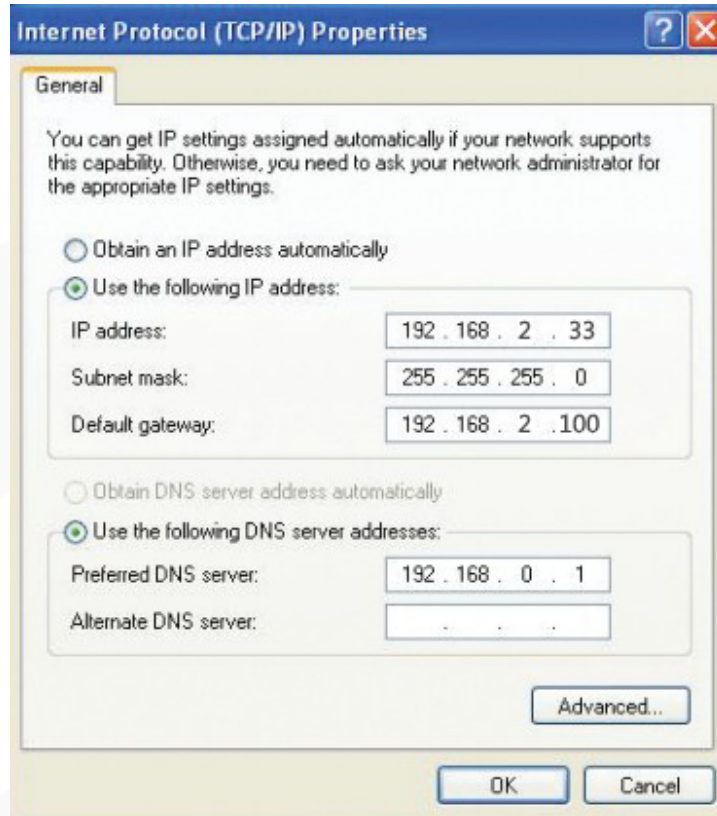 Internet Protocol (TCP/IP) Properties
General
You can get IP settings assigned automatically if your network supports
this capability. Otherwise, you need to ask your network administrator for
the appropriate IP settings.
Obtain an IP address automatically
Use the following IP address:
IP address: 192 . 168 . 2 . 33
Subnet mask: 255 . 255 . 255 . 0
Default gateway: 192 . 168 . 2 .100
Obtain DNS server address automatically
Use the following DNS server addresses:
Preferred DNS server: 192 . 168 . 0 . 1
Alternate DNS server: . . .
Advanced...
OK Cancel